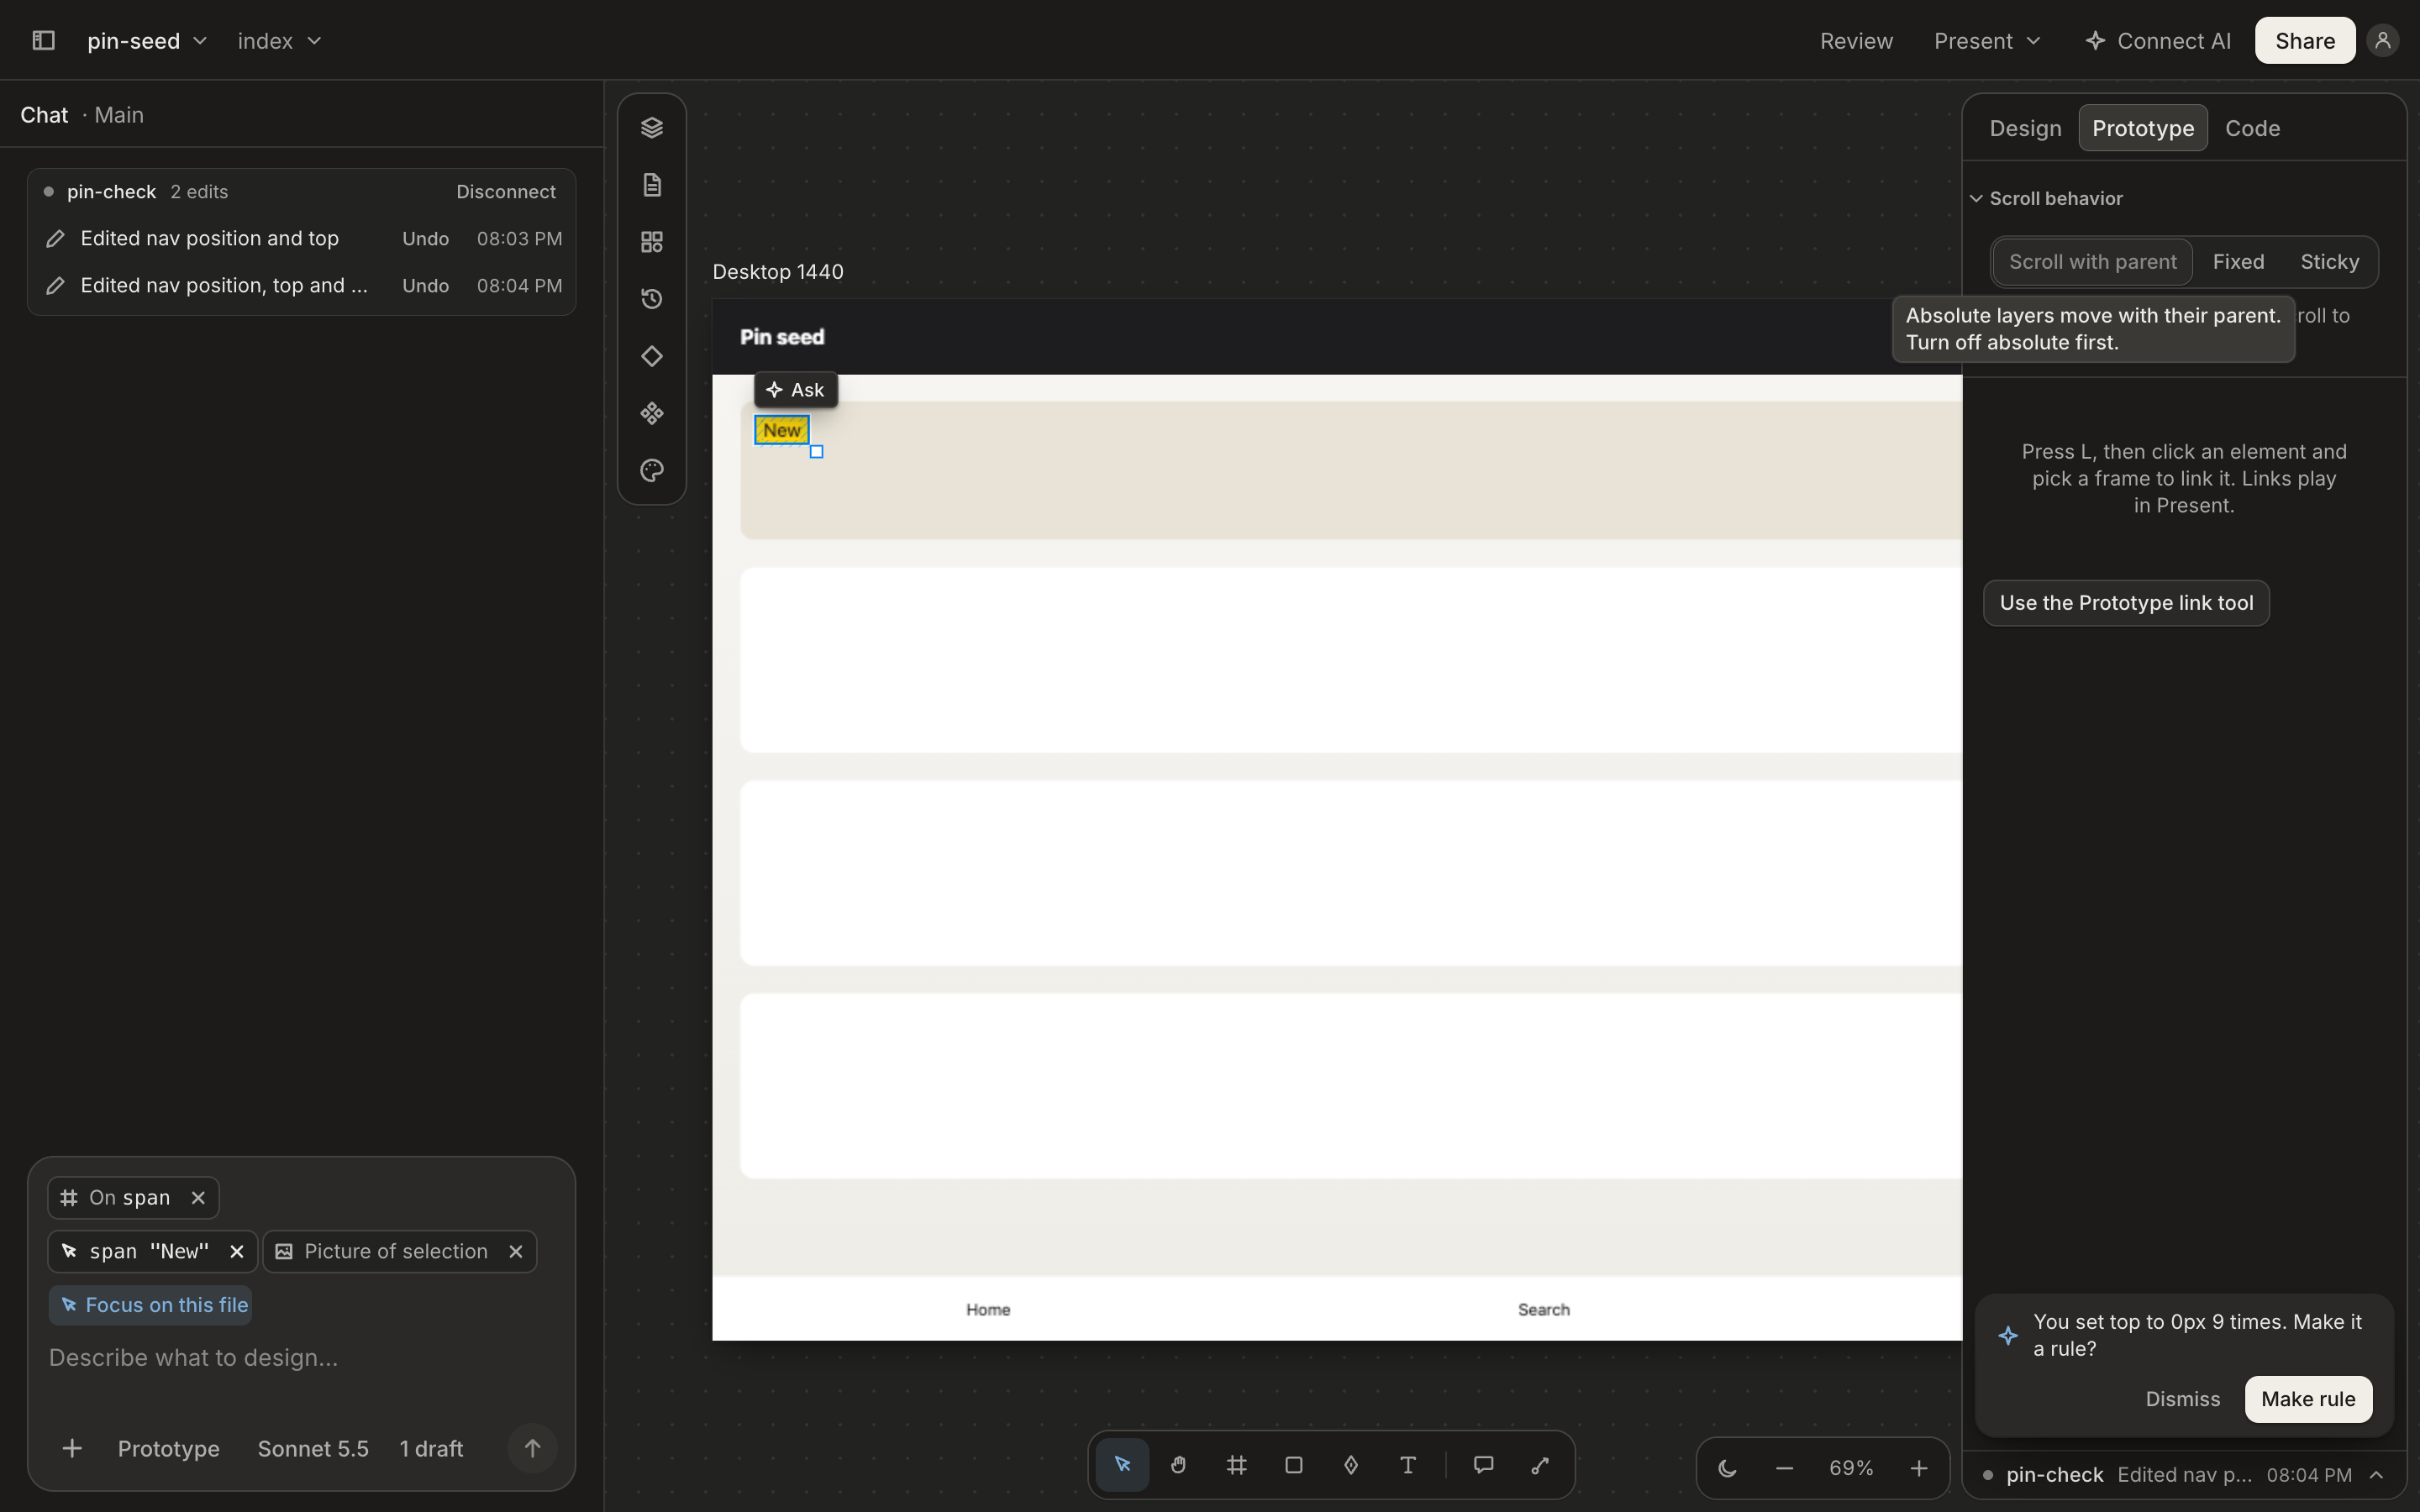 pin-seed
index
Review
Present
Connect AI
Share
Chat · Main
pin-check 2 edits Disconnect
Edited nav position and top Undo 08:03 PM
Edited nav position, top and ... Undo 08:04 PM
On span
span "New"
Picture of selection
Focus on this file
Describe what to design...
Prototype Sonnet 5.5 1 draft
Desktop 1440
Pin seed
Ask
New
Home
Search
69%
Design Prototype Code
Scroll behavior
Scroll with parent Fixed Sticky
Absolute layers move with their parent.
Turn off absolute first.
roll to
Press L, then click an element and
pick a frame to link it. Links play
in Present.
Use the Prototype link tool
You set top to 0px 9 times. Make it
a rule?
Dismiss Make rule
pin-check Edited nav p... 08:04 PM